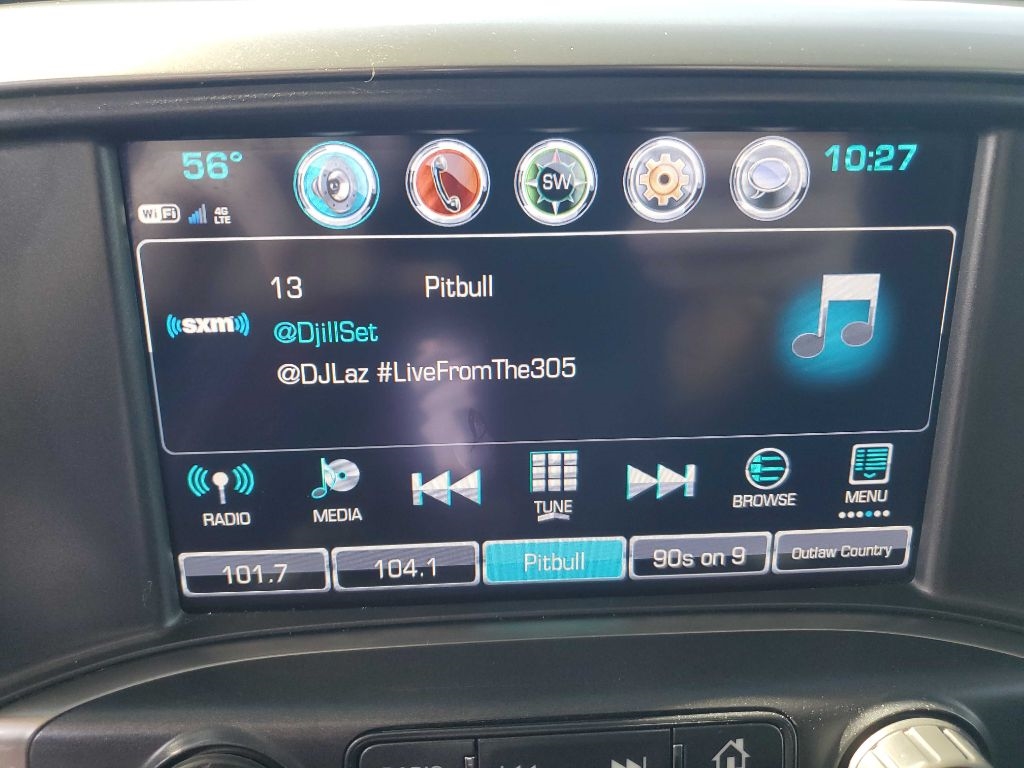 56°
SW
10:27
WiFi
4G
LTE
13 Pitbull
((sxm))
@DjillSet
@DJLaz #LiveFromThe305
RADIO
MEDIA
TUNE
BROWSE
MENU
101.7
104.1
Pitbull
90s on 9
Outlaw Country
RADIO